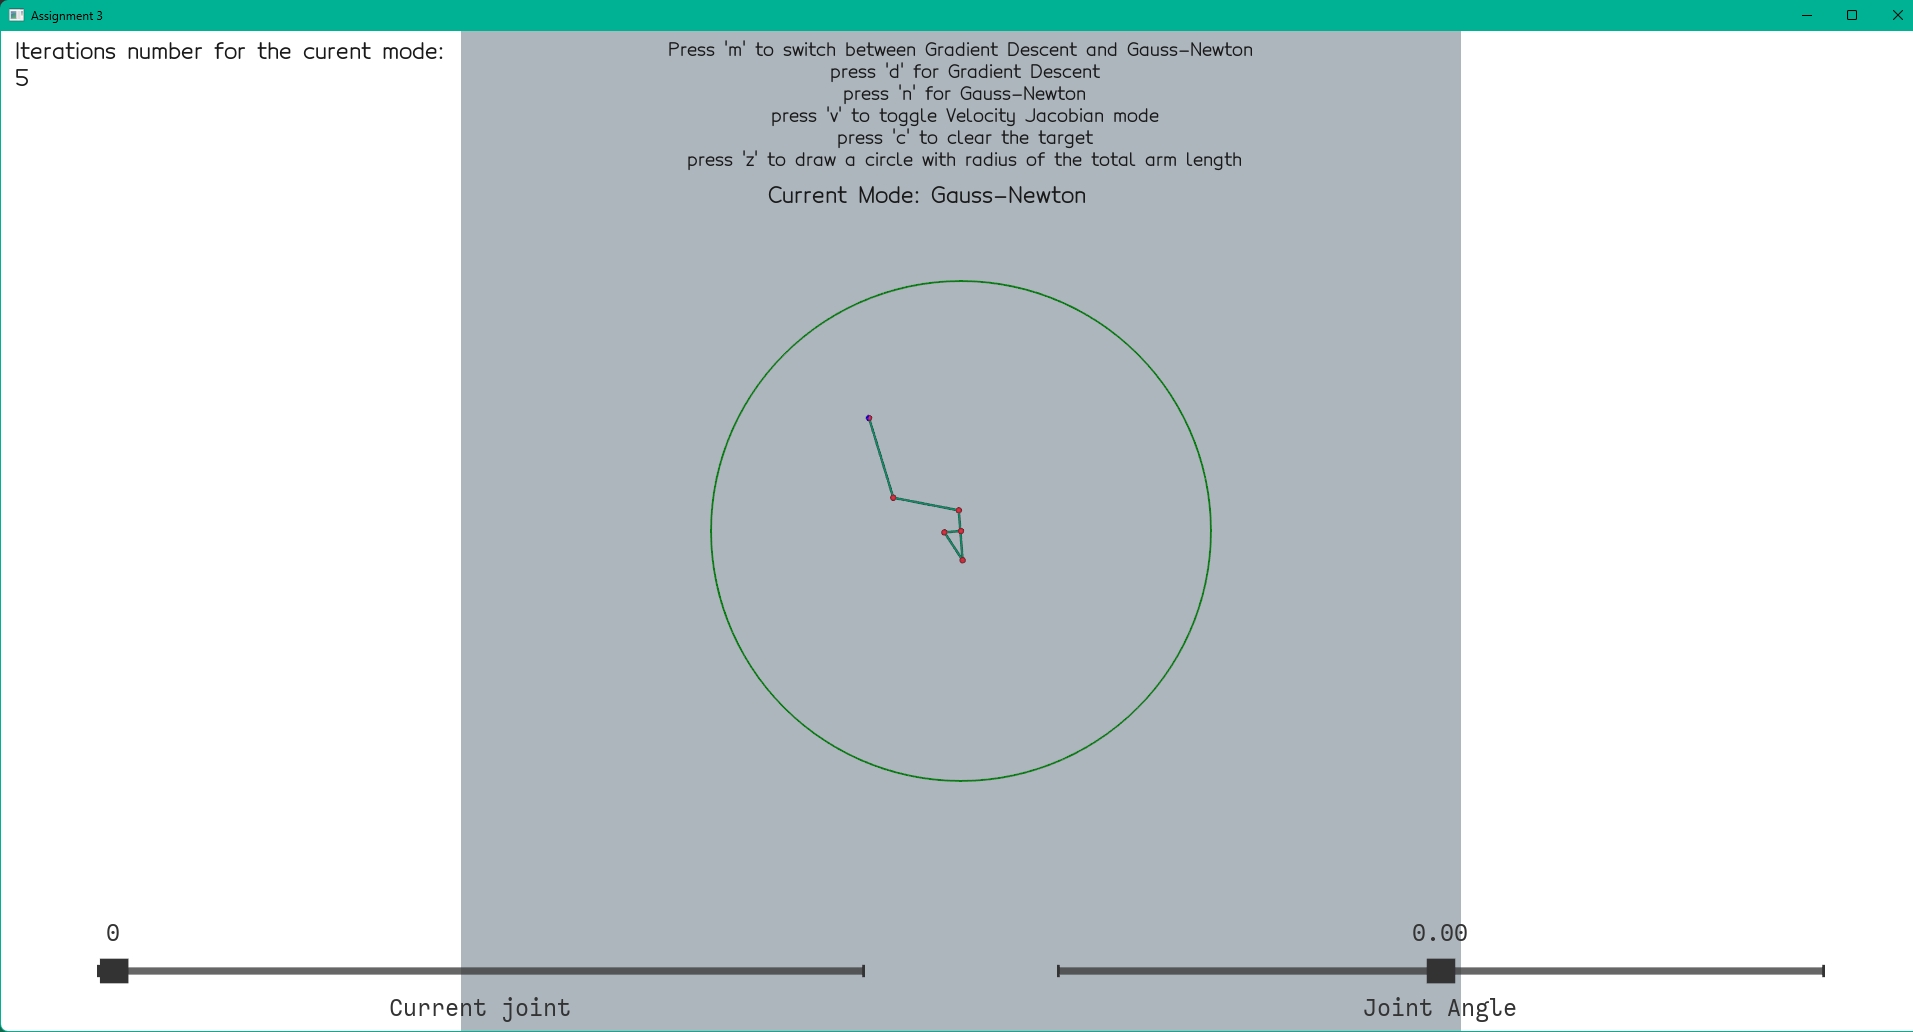 Assignment 3
Iterations number for the curent mode:
5
Press 'm' to switch between Gradient Descent and Gauss-Newton
press 'd' for Gradient Descent
press 'n' for Gauss-Newton
press 'v' to toggle Velocity Jacobian mode
press 'c' to clear the target
press 'z' to draw a circle with radius of the total arm length
Current Mode: Gauss-Newton
0
0.00
Current joint
Joint Angle